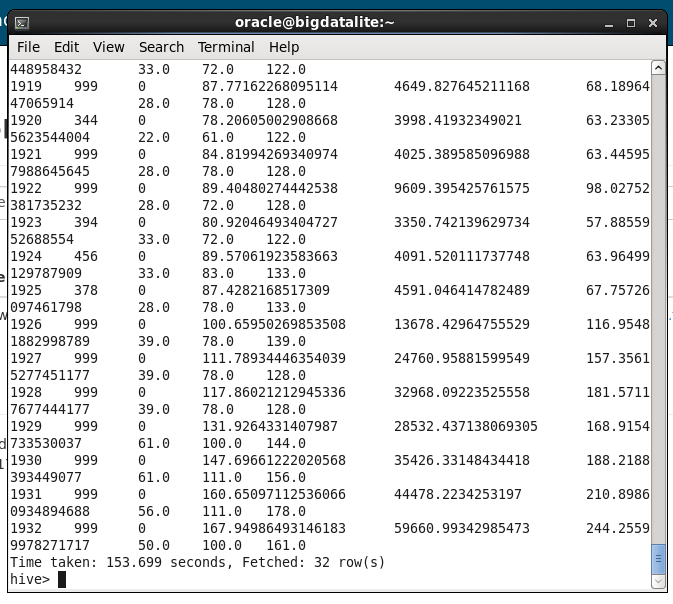 oracle@bigdatalite:~
File Edit View Search Terminal Help
448958432 33.0 72.0 122.0
1919 999 0 87.77162268095114 4649.827645211168 68.18964
47065914 28.0 78.0 128.0
1920 344 0 78.20605002908668 3998.41932349021 63.23305
5623544004 22.0 61.0 122.0
1921 999 0 84.81994269340974 4025.389585096988 63.44595
7988645645 28.0 78.0 128.0
1922 999 0 89.40480274442538 9609.395425761575 98.02752
381735232 28.0 72.0 128.0
1923 394 0 80.92046493404727 3350.742139629734 57.88559
52688554 33.0 72.0 122.0
1924 456 0 89.57061923583663 4091.520111737748 63.96499
129787909 33.0 83.0 133.0
1925 378 0 87.4282168517309 4591.046414782489 67.75726
097461798 28.0 78.0 133.0
1926 999 0 100.65950269853508 13678.42964755529 116.9548
1882998789 39.0 78.0 139.0
1927 999 0 111.78934446354039 24760.95881599549 157.3561
5277451177 39.0 78.0 128.0
1928 999 0 117.86021212945336 32968.09223525558 181.5711
7677444177 39.0 78.0 128.0
1929 999 0 131.9264331407987 28532.437138069305 168.9154
733530037 61.0 100.0 144.0
1930 999 0 147.69661222020568 35426.33148434418 188.2188
393449077 61.0 111.0 156.0
1931 999 0 160.65097112536066 44478.2234253197 210.8986
0934894688 56.0 111.0 178.0
1932 999 0 167.94986493146183 59660.99342985473 244.2559
9978271717 50.0 100.0 161.0
Time taken: 153.699 seconds, Fetched: 32 row(s)
hive>